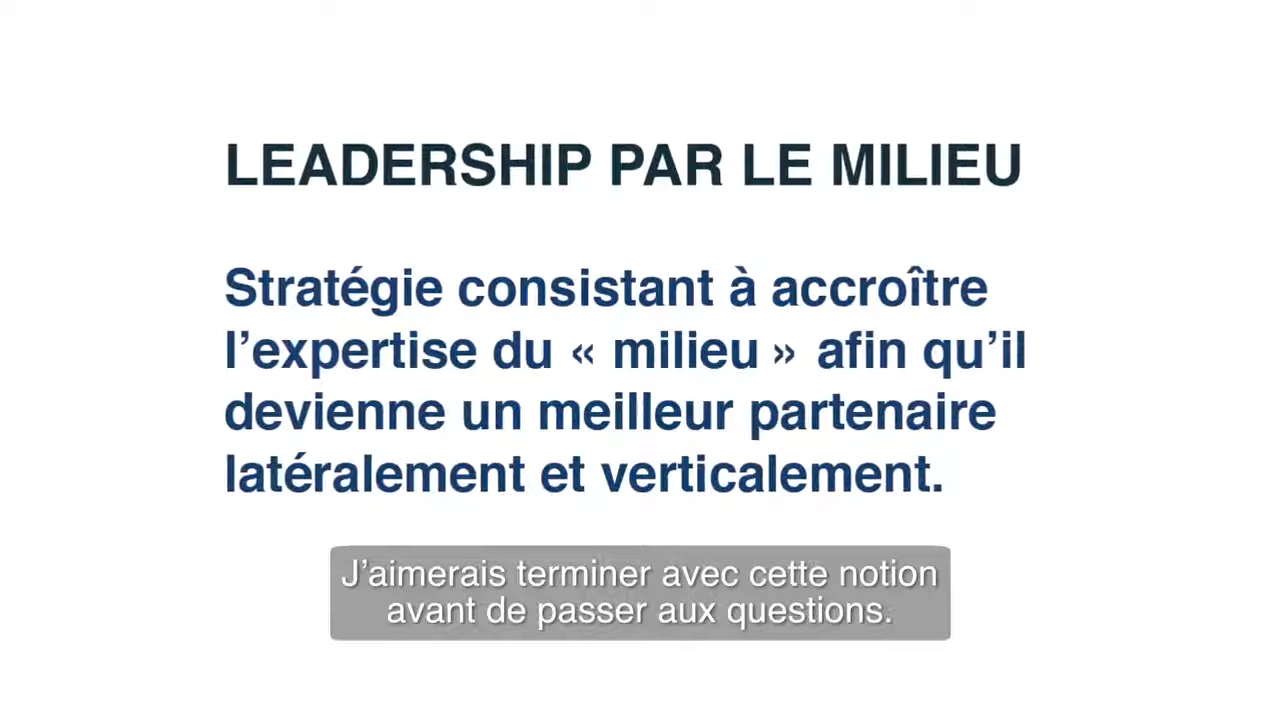 LEADERSHIP PAR LE MILIEU
Stratégie consistant à accroître
l’expertise du « milieu » afin qu’il
devienne un meilleur partenaire
latéralement et verticalement.
J’aimerais terminer avec cette notion
avant de passer aux questions.